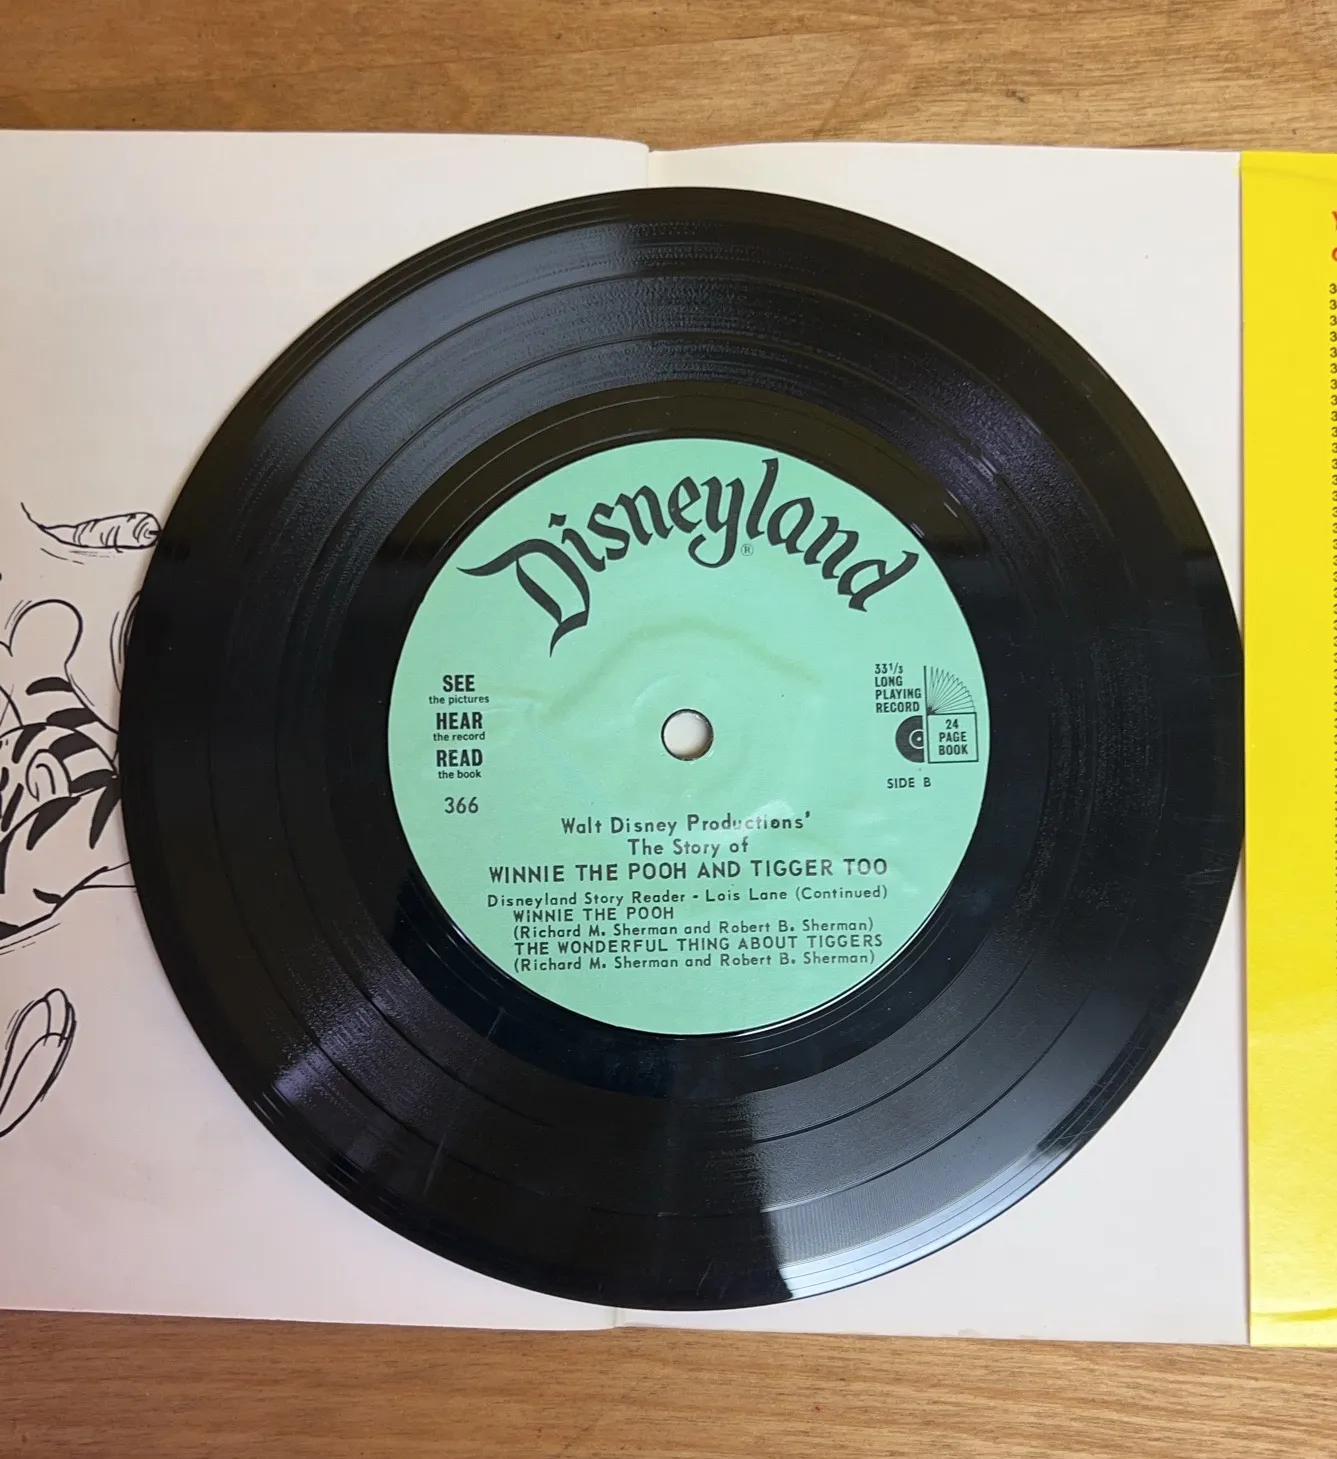 Disneyland
®
SEE
the pictures
HEAR
the record
READ
the book
366
33 1/3
LONG
PLAYING
RECORD
24
PAGE
BOOK
SIDE B
Walt Disney Productions'
The Story of
WINNIE THE POOH AND TIGGER TOO
Disneyland Story Reader - Lois Lane (Continued)
WINNIE THE POOH
(Richard M. Sherman and Robert B. Sherman)
THE WONDERFUL THING ABOUT TIGGERS
(Richard M. Sherman and Robert B. Sherman)